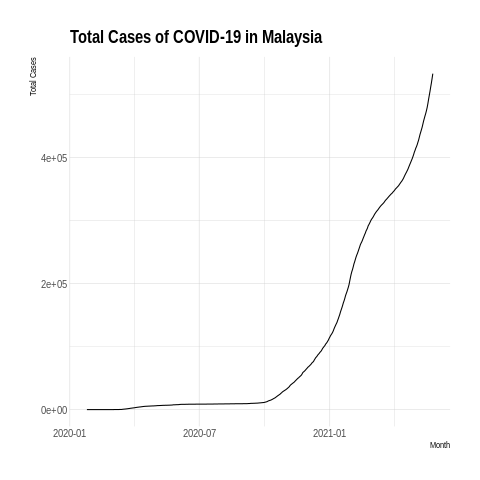 Total Cases of COVID-19 in Malaysia
Total Cases
4e+05
2e+05
0e+00
2020-01
2020-07
2021-01
Month